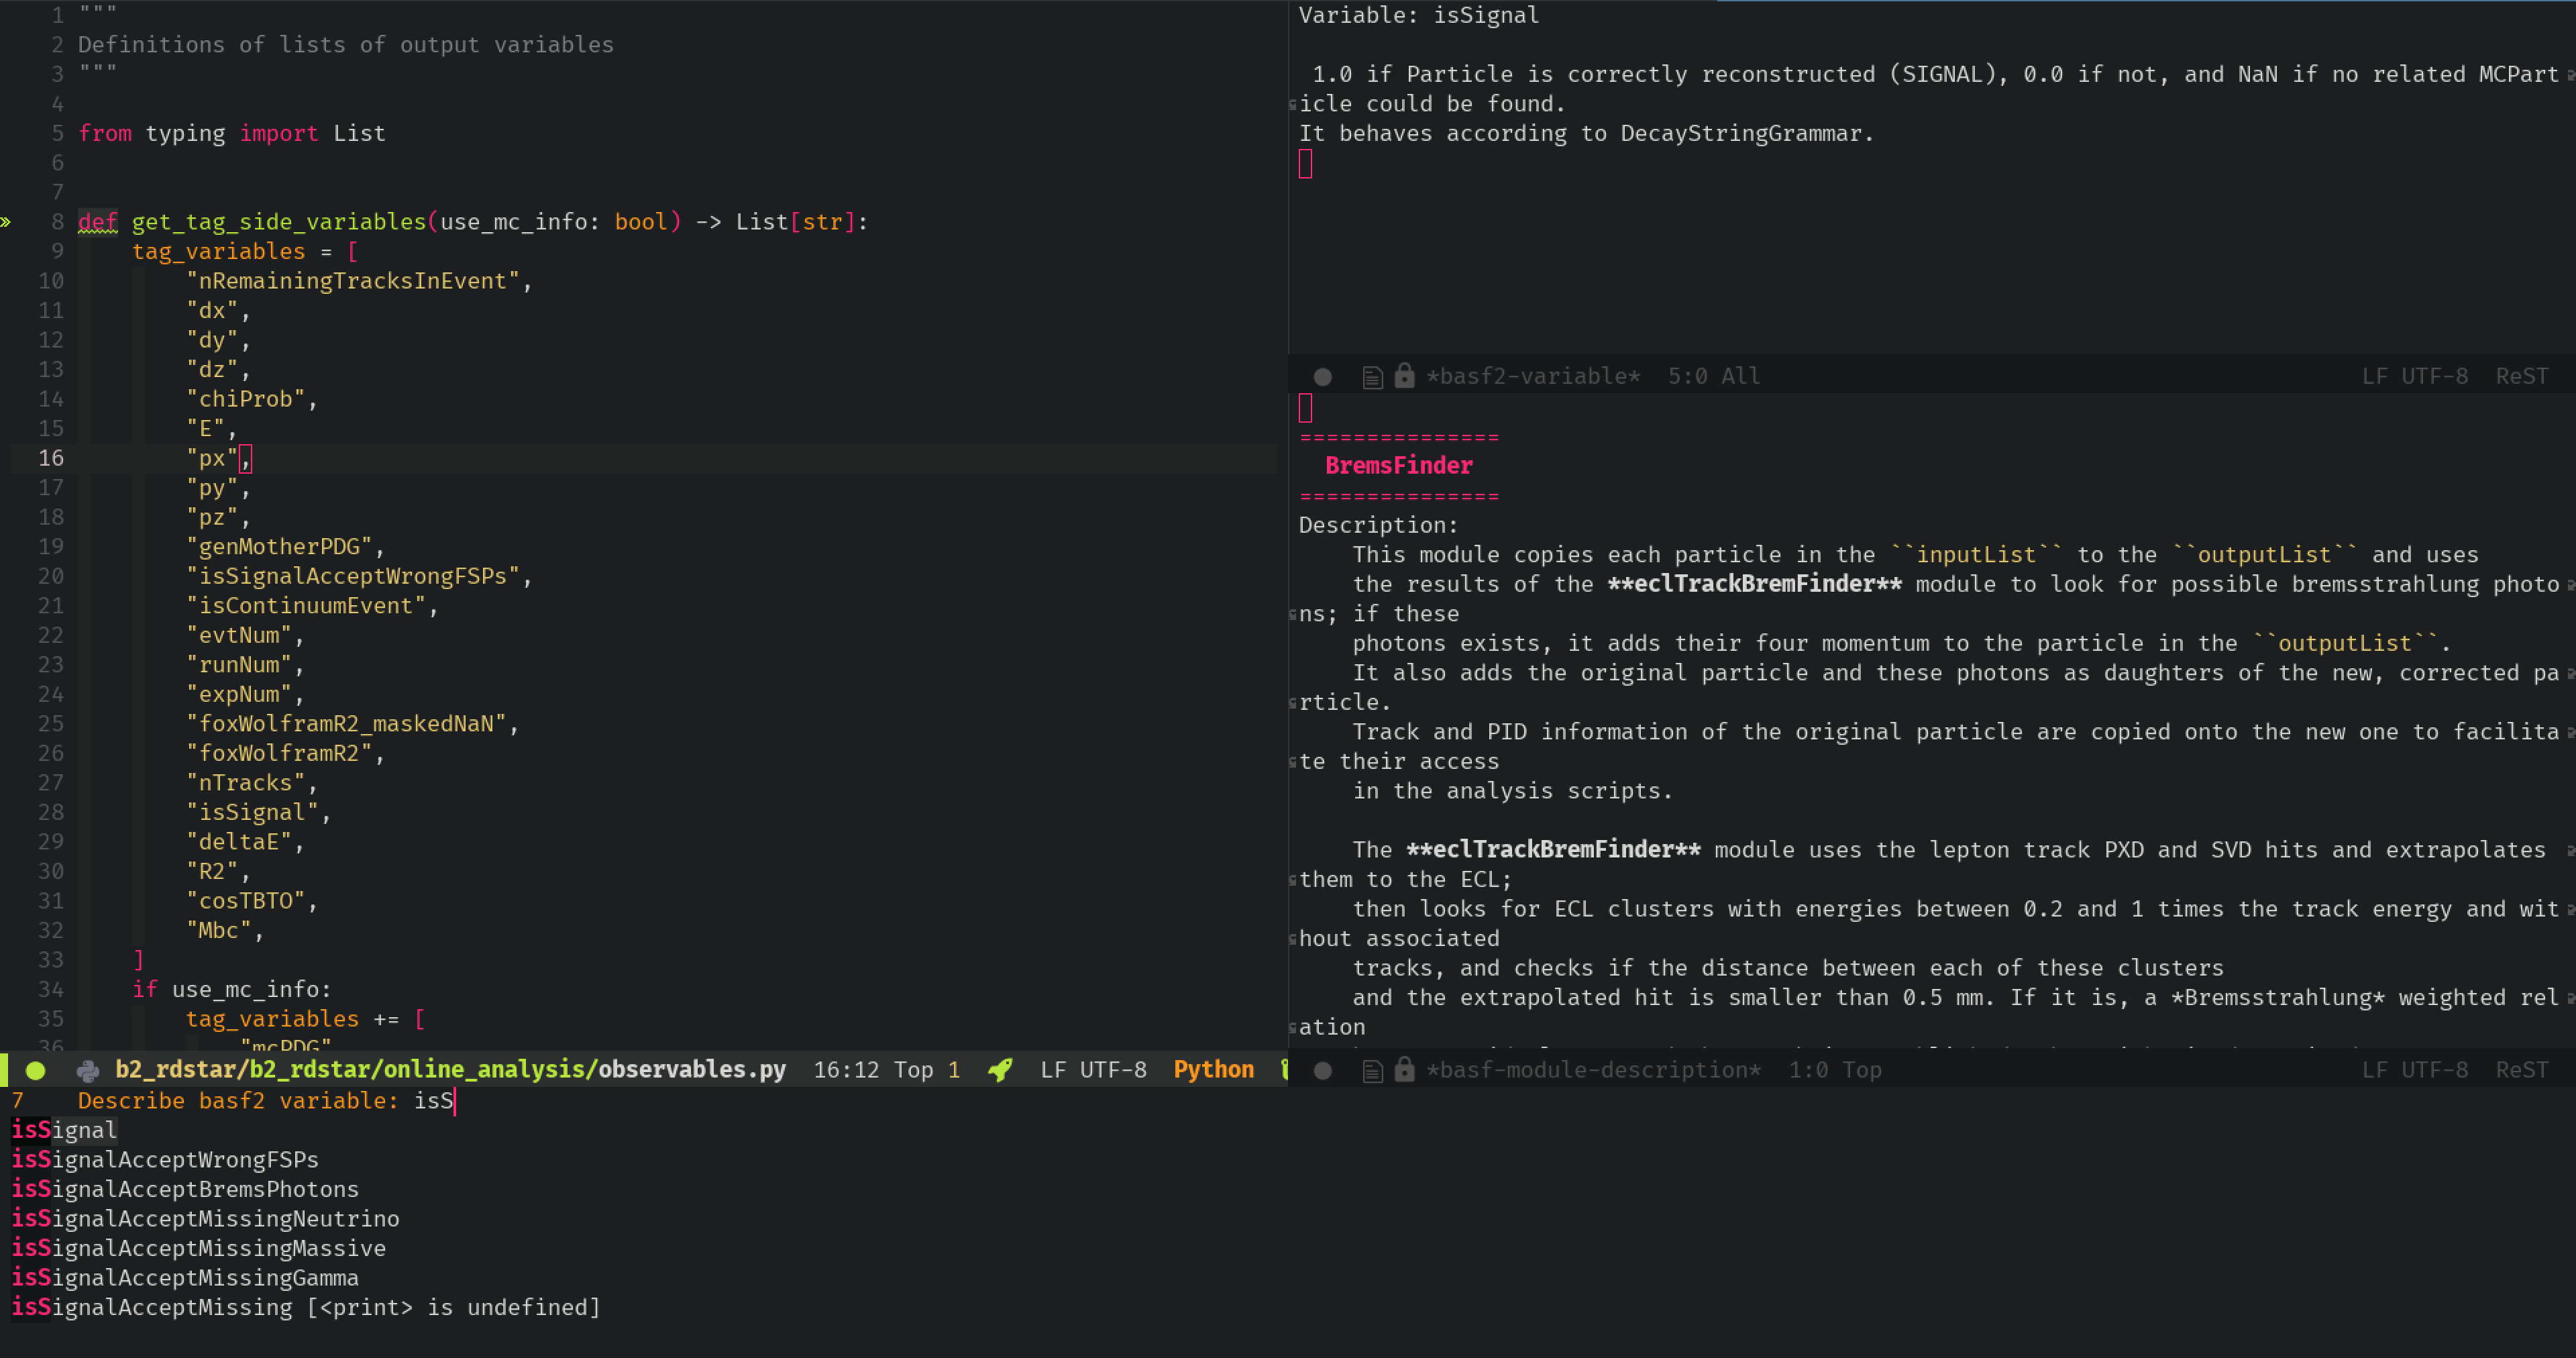 1 """
2 Definitions of lists of output variables
3 """
4
5 from typing import List
6
7
8 def get_tag_side_variables(use_mc_info: bool) -> List[str]:
9 tag_variables = [
10 "nRemainingTracksInEvent",
11 "dx",
12 "dy",
13 "dz",
14 "chiProb",
15 "E",
16 "px",
17 "py",
18 "pz",
19 "genMotherPDG",
20 "isSignalAcceptWrongFSPs",
21 "isContinuumEvent",
22 "evtNum",
23 "runNum",
24 "expNum",
25 "foxWolframR2_maskedNaN",
26 "foxWolframR2",
27 "nTracks",
28 "isSignal",
29 "deltaE",
30 "R2",
31 "cosTBTO",
32 "Mbc",
33 ]
34 if use_mc_info:
35 tag_variables += [
36 "mcPDG"
b2_rdstar/b2_rdstar/online_analysis/observables.py 16:12 Top 1 LF UTF-8 Python
7 Describe basf2 variable: isS
isSignal
isSignalAcceptWrongFSPs
isSignalAcceptBremsPhotons
isSignalAcceptMissingNeutrino
isSignalAcceptMissingMassive
isSignalAcceptMissingGamma
isSignalAcceptMissing [<print> is undefined]
Variable: isSignal
1.0 if Particle is correctly reconstructed (SIGNAL), 0.0 if not, and NaN if no related MCPart
icle could be found.
It behaves according to DecayStringGrammar.
*basf2-variable* 5:0 All LF UTF-8 ReST
===============
BremsFinder
===============
Description:
This module copies each particle in the ``inputList`` to the ``outputList`` and uses
the results of the **eclTrackBremFinder** module to look for possible bremsstrahlung photo
ns; if these
photons exists, it adds their four momentum to the particle in the ``outputList``.
It also adds the original particle and these photons as daughters of the new, corrected pa
rticle.
Track and PID information of the original particle are copied onto the new one to facilita
te their access
in the analysis scripts.
The **eclTrackBremFinder** module uses the lepton track PXD and SVD hits and extrapolates
them to the ECL;
then looks for ECL clusters with energies between 0.2 and 1 times the track energy and wit
hout associated
tracks, and checks if the distance between each of these clusters
and the extrapolated hit is smaller than 0.5 mm. If it is, a *Bremsstrahlung* weighted rel
ation
*basf-module-description* 1:0 Top LF UTF-8 ReST